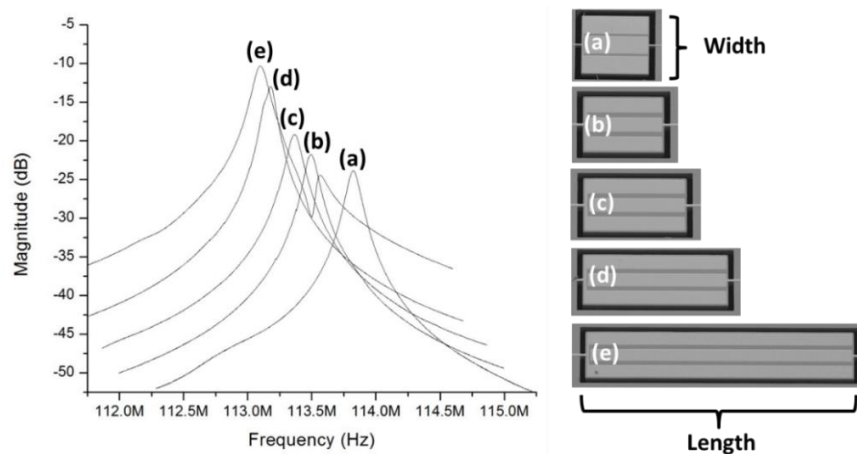 -5
-10
-15
-20
-25
-30
-35
-40
-45
-50
Magnitude (dB)
(e)
(d)
(c)
(b)
(a)
112.0M 112.5M 113.0M 113.5M 114.0M 114.5M 115.0M
Frequency (Hz)
(a)
Width
(b)
(c)
(d)
(e)
Length